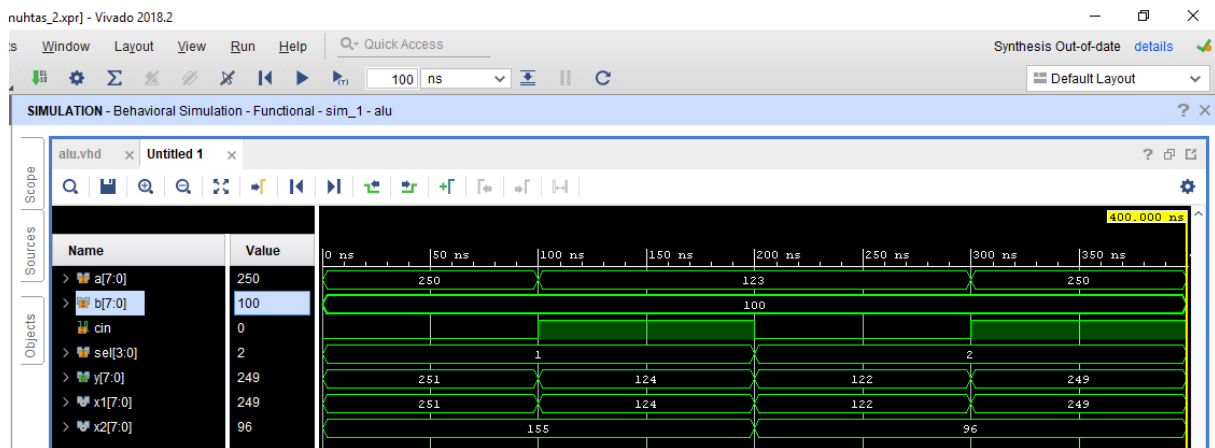 nuhtas_2.xpr] - Vivado 2018.2
ts Window Layout View Run Help Quick Access Synthesis Out-of-date details
100 ns Default Layout
SIMULATION - Behavioral Simulation - Functional - sim_1 - alu
alu.vhd Untitled 1
Scope
Sources
Objects
400.000 ns
Name Value 0 ns 50 ns 100 ns 150 ns 200 ns 250 ns 300 ns 350 ns
a[7:0] 250 250 123 250
b[7:0] 100 100
cin 0
sel[3:0] 2 1 2
y[7:0] 249 251 124 122 249
x1[7:0] 249 251 124 122 249
x2[7:0] 96 155 96